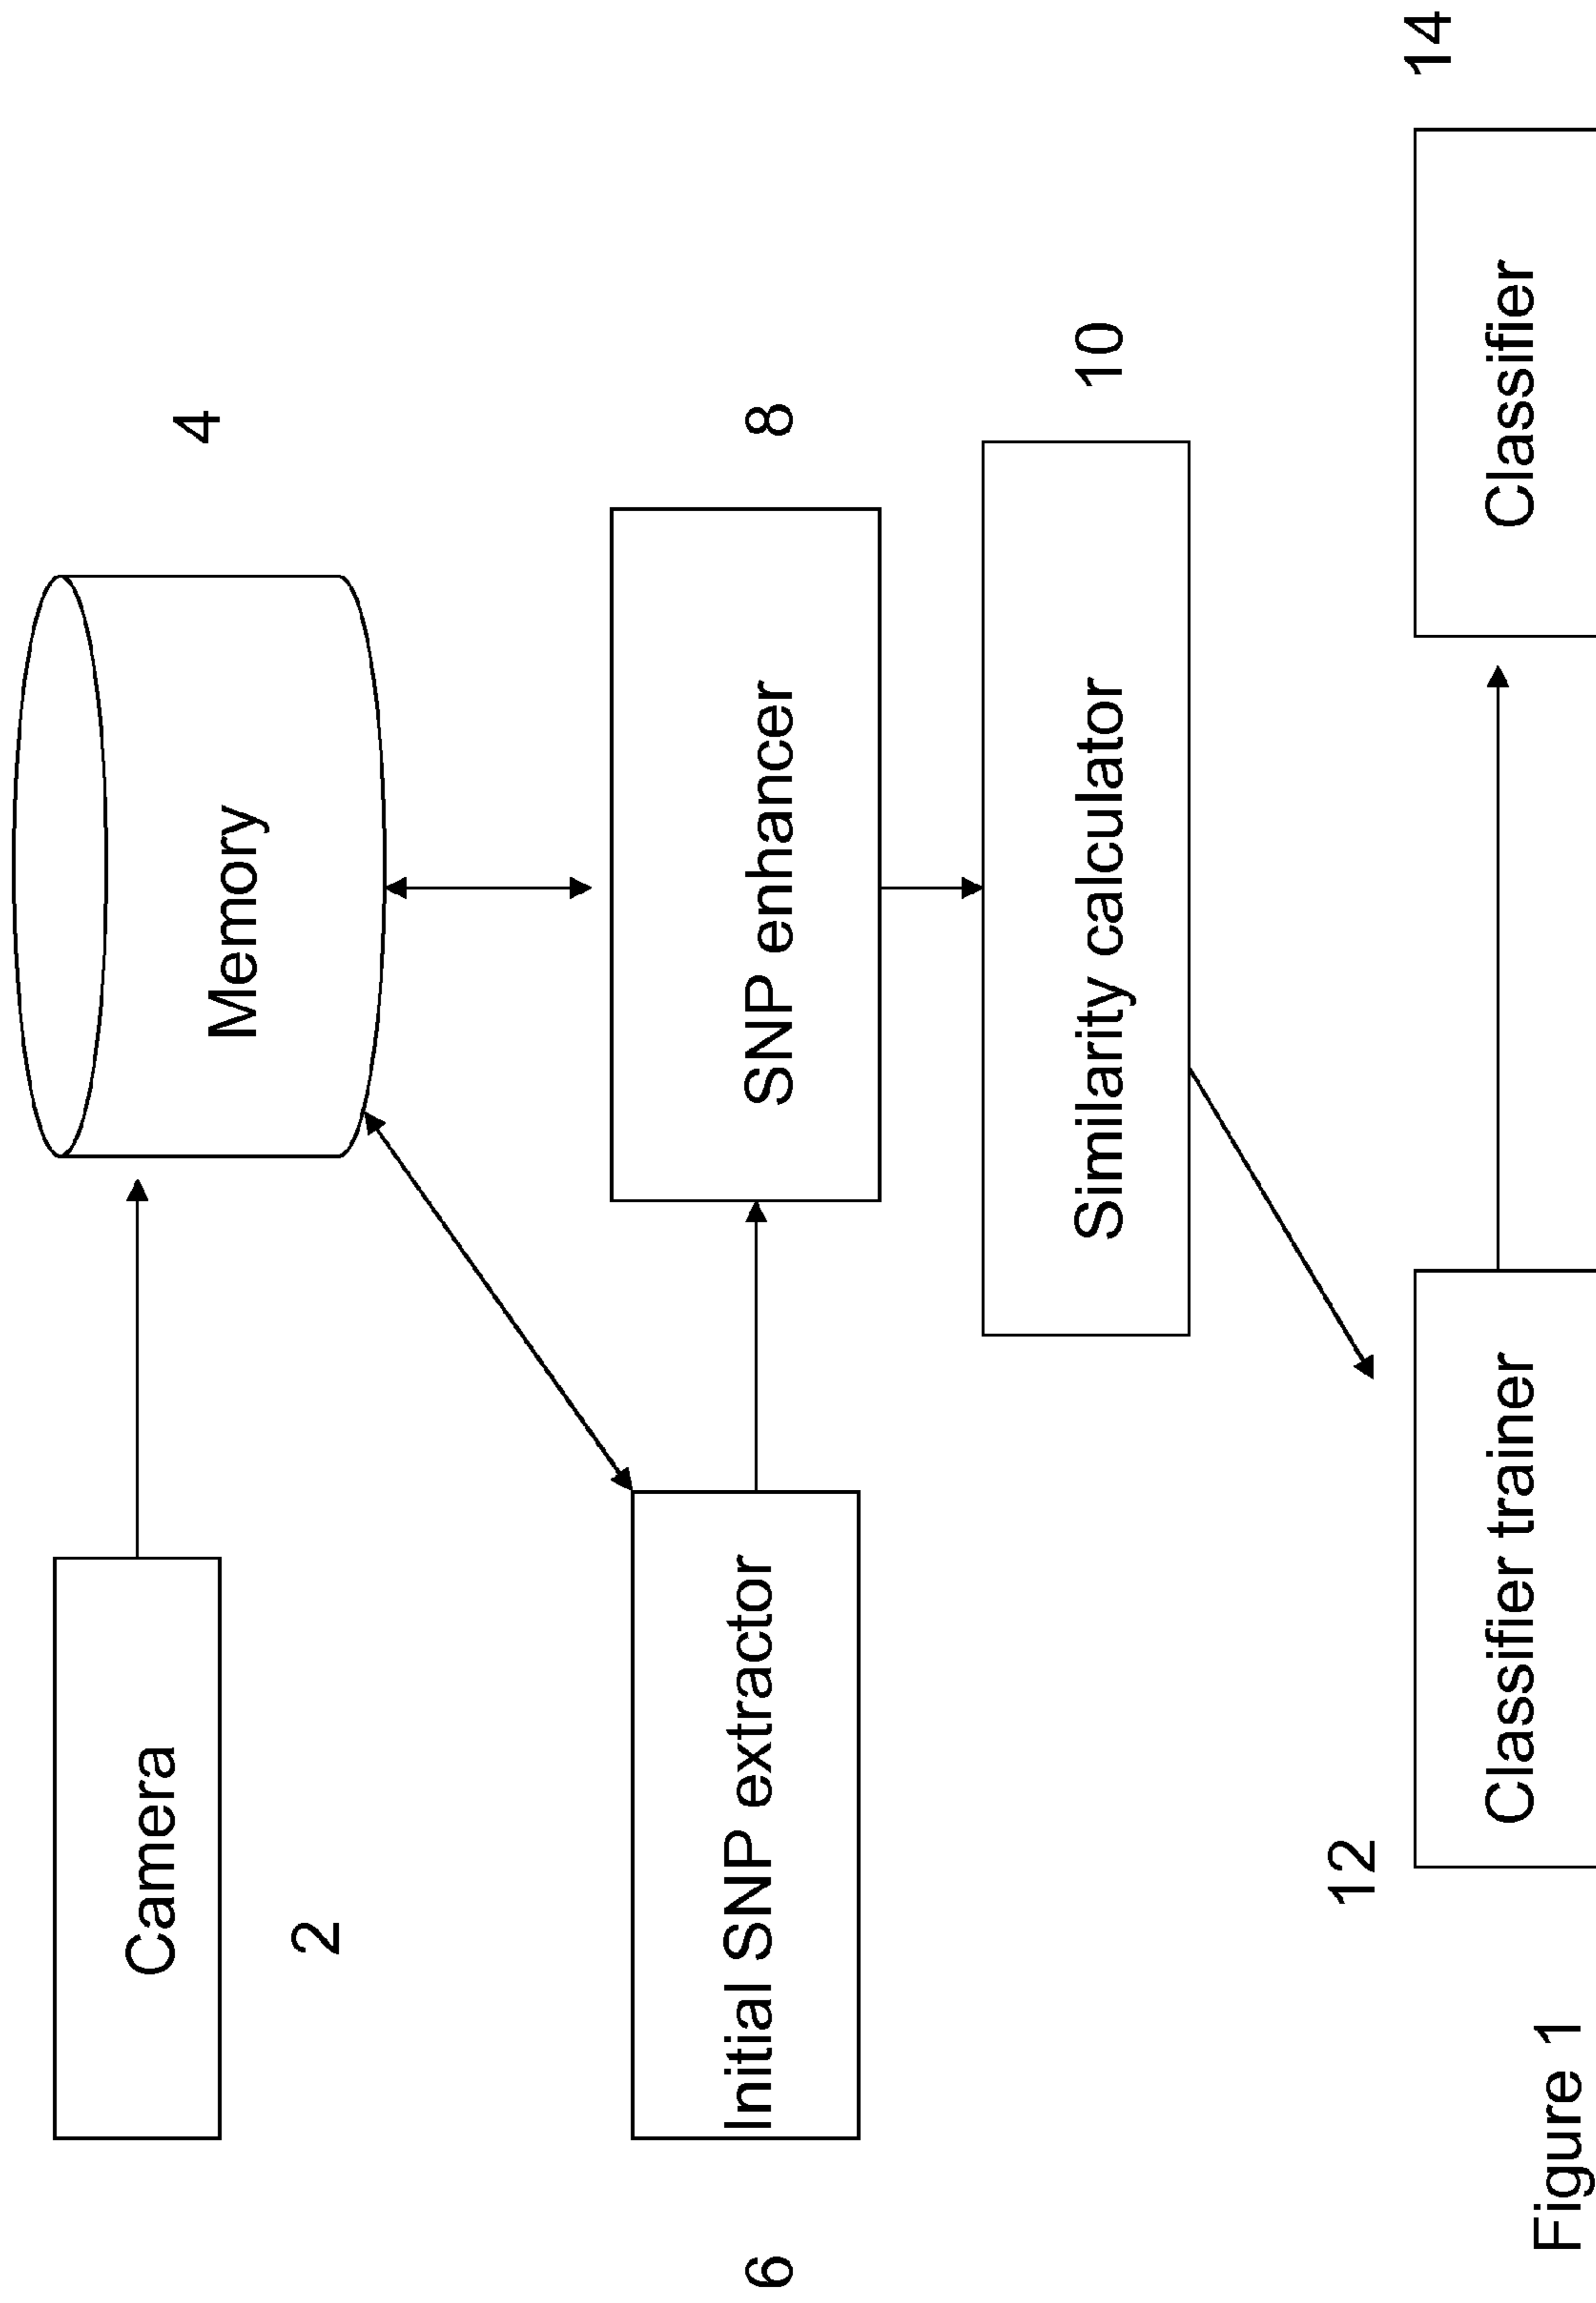 Camera
2
Memory
4
Initial SNP extractor
6
SNP enhancer
8
Similarity calculator
10
12
Classifier trainer
14
Classifier
Figure 1